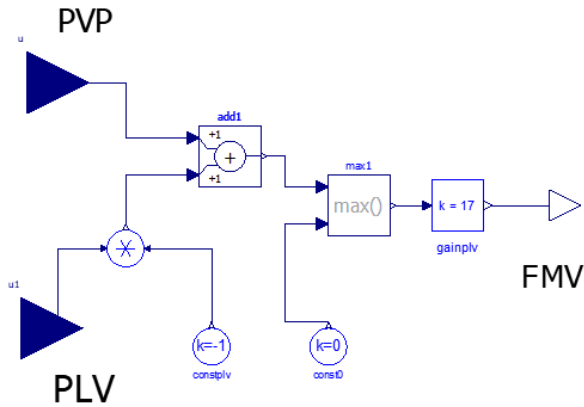 PVP
u
add1
+1
+
+1
max1
max()
k = 17
gainplv
FMV
u1
k=-1
constplv
k=0
const0
PLV